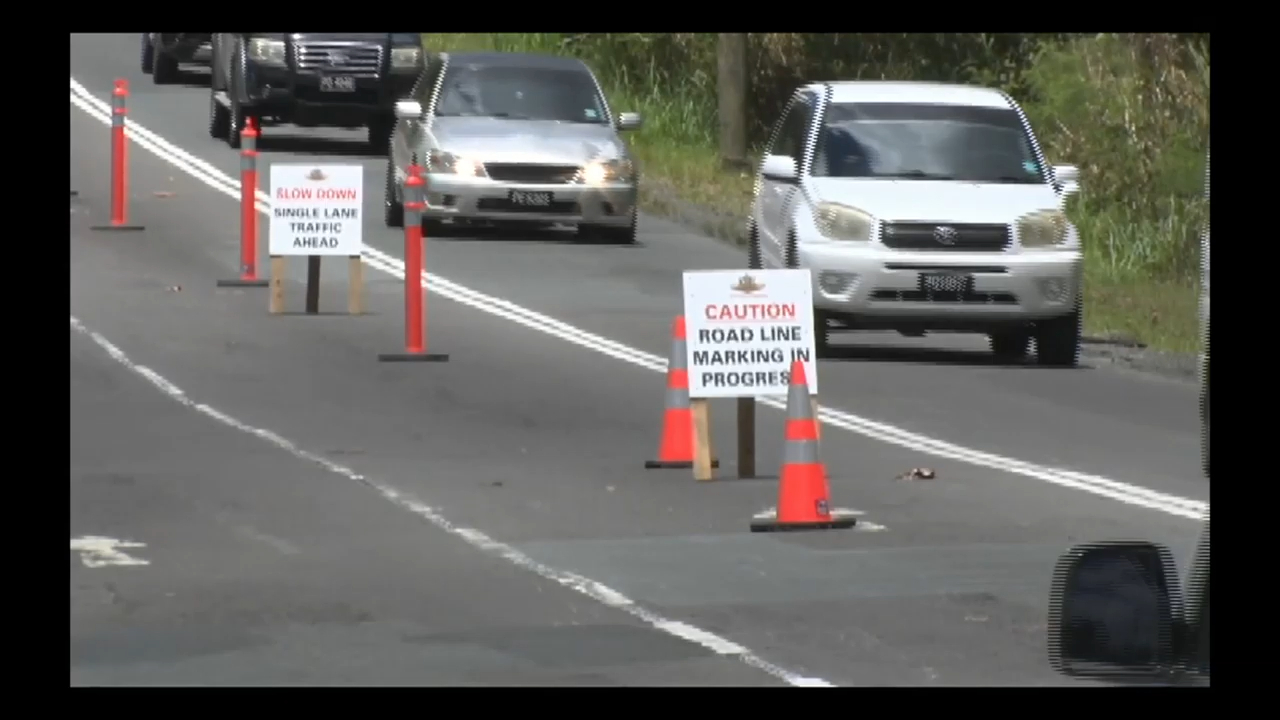 SLOW DOWN
SINGLE LANE
TRAFFIC
AHEAD
CAUTION
ROAD LINE
MARKING IN
PROGRES